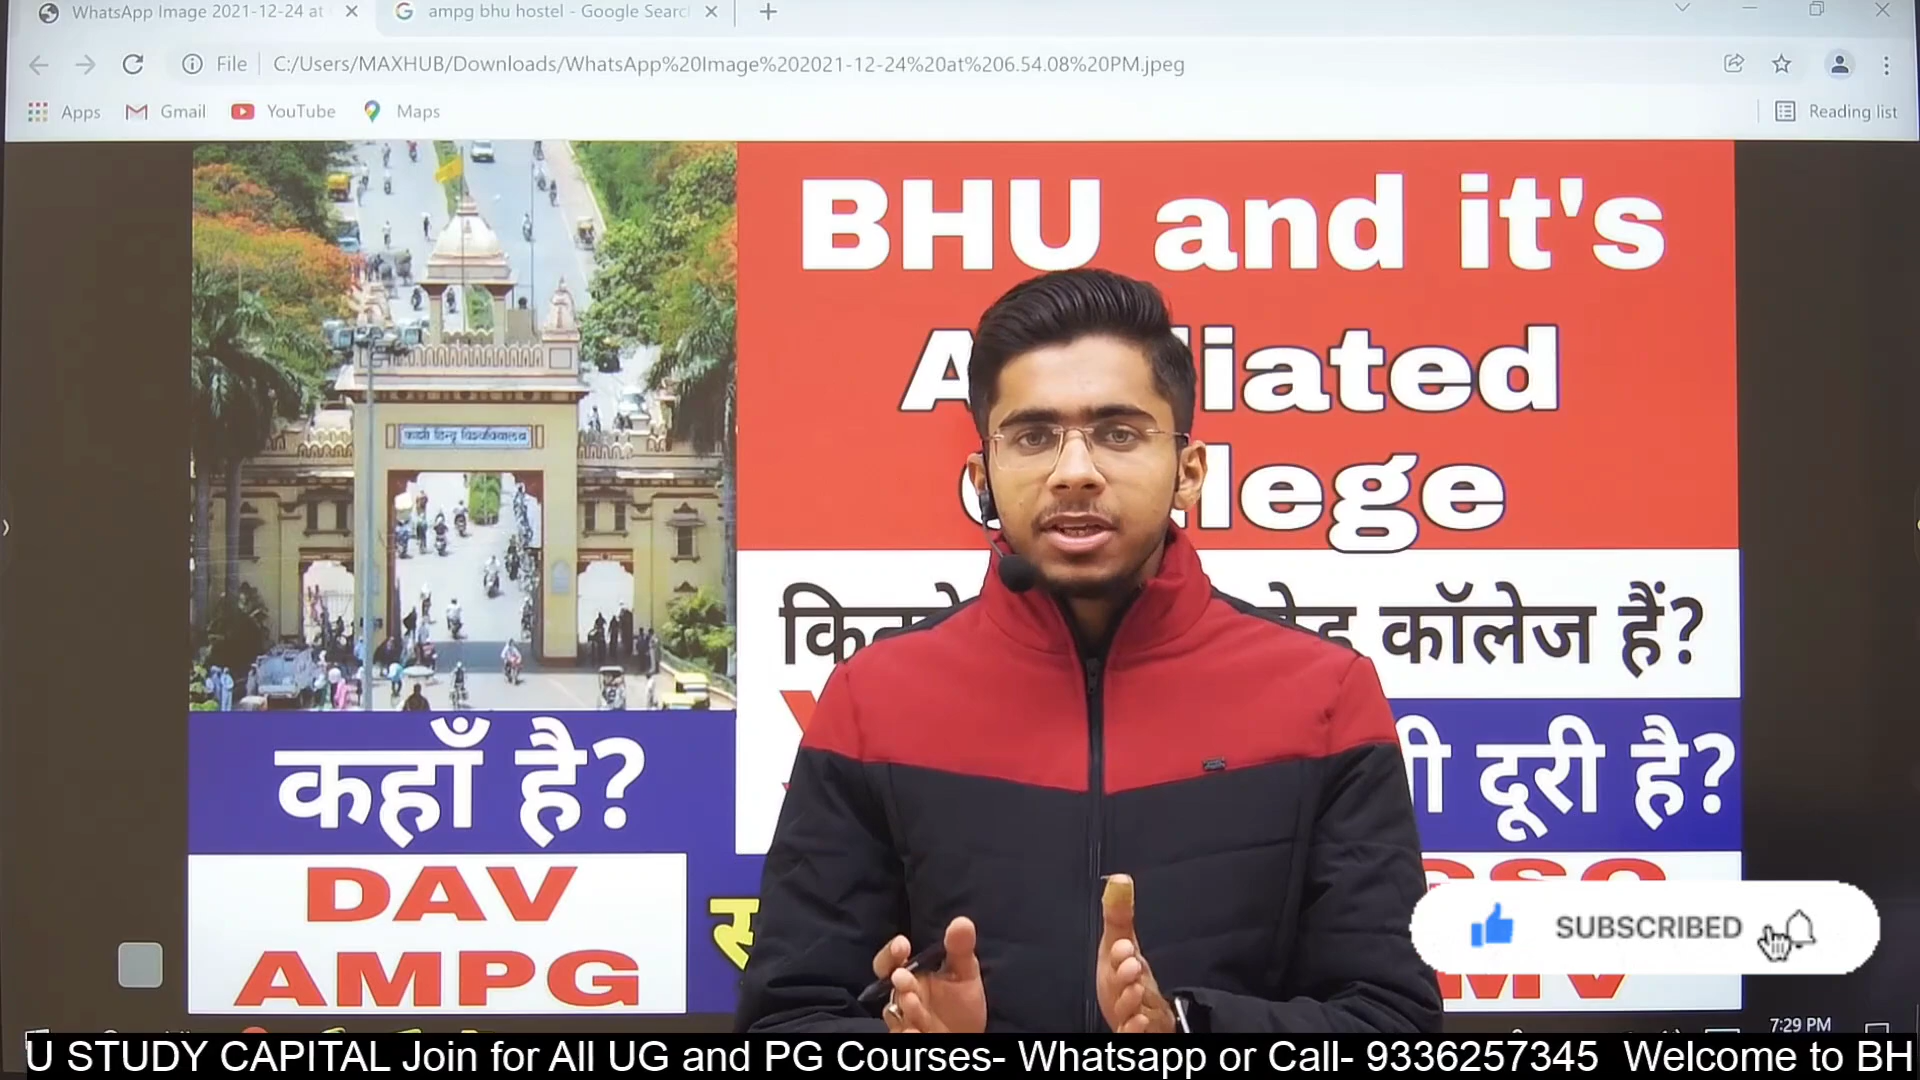 WhatsApp Image 2021-12-24 at
ampg bhu hostel - Google Searc
File
C:/Users/MAXHUB/Downloads/WhatsApp%20Image%202021-12-24%20at%206.54.08%20PM.jpeg
Apps
Gmail
YouTube
Maps
Reading list
BHU and it's
काशी हिन्दू विश्वविद्यालय
कॉलेज हैं?
कहाँ है?
दूरी है?
DAV
AMPG
SUBSCRIBED
7:29 PM
U STUDY CAPITAL Join for All UG and PG Courses- Whatsapp or Call- 9336257345 Welcome to BH